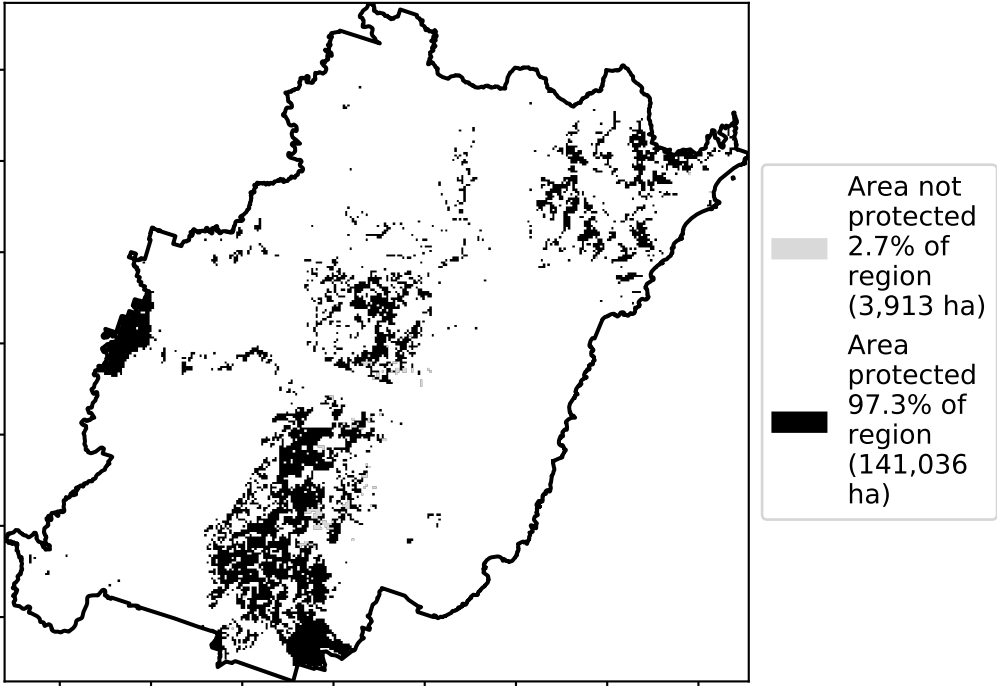 Area not
protected
2.7% of
region
(3,913 ha)
Area
protected
97.3% of
region
(141,036
ha)